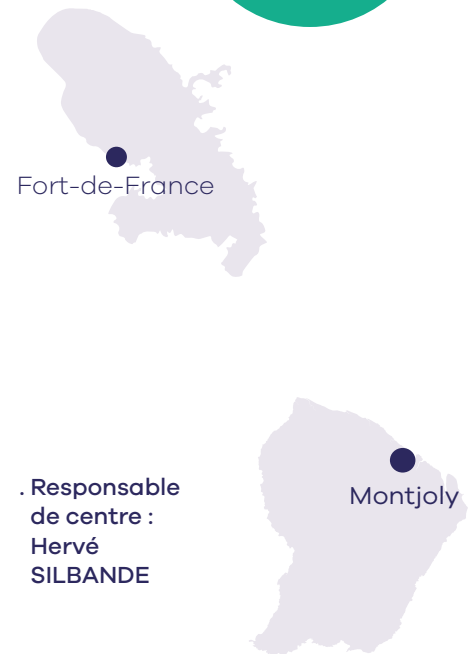 Fort-de-France
. Responsable
de centre :
Hervé
SILBANDE
Montjoly